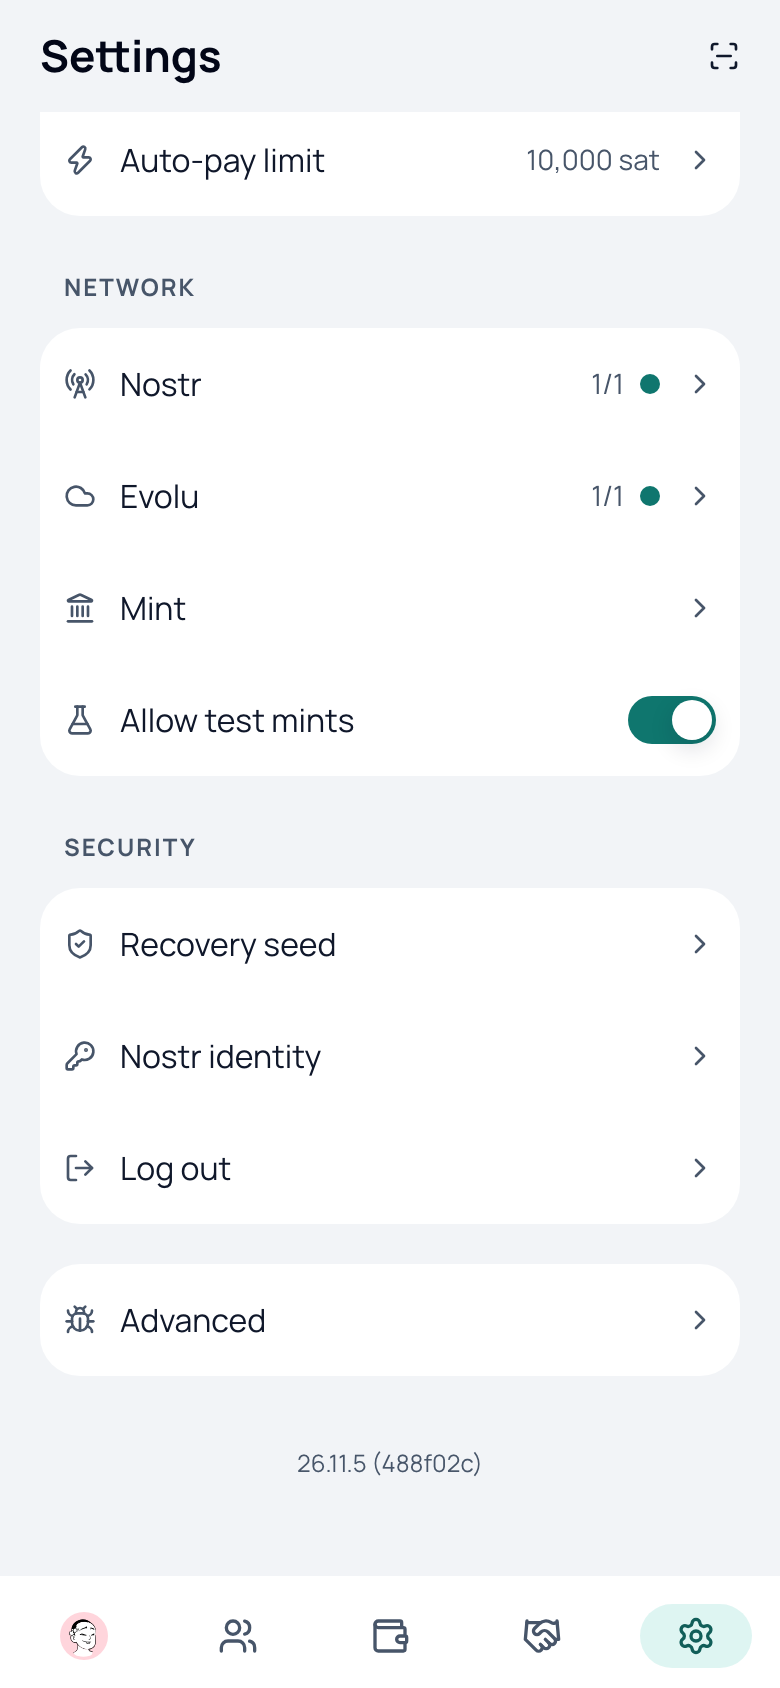 Settings
Auto-pay limit 10,000 sat
NETWORK
Nostr 1/1
Evolu 1/1
Mint
Allow test mints
SECURITY
Recovery seed
Nostr identity
Log out
Advanced
26.11.5 (488f02c)